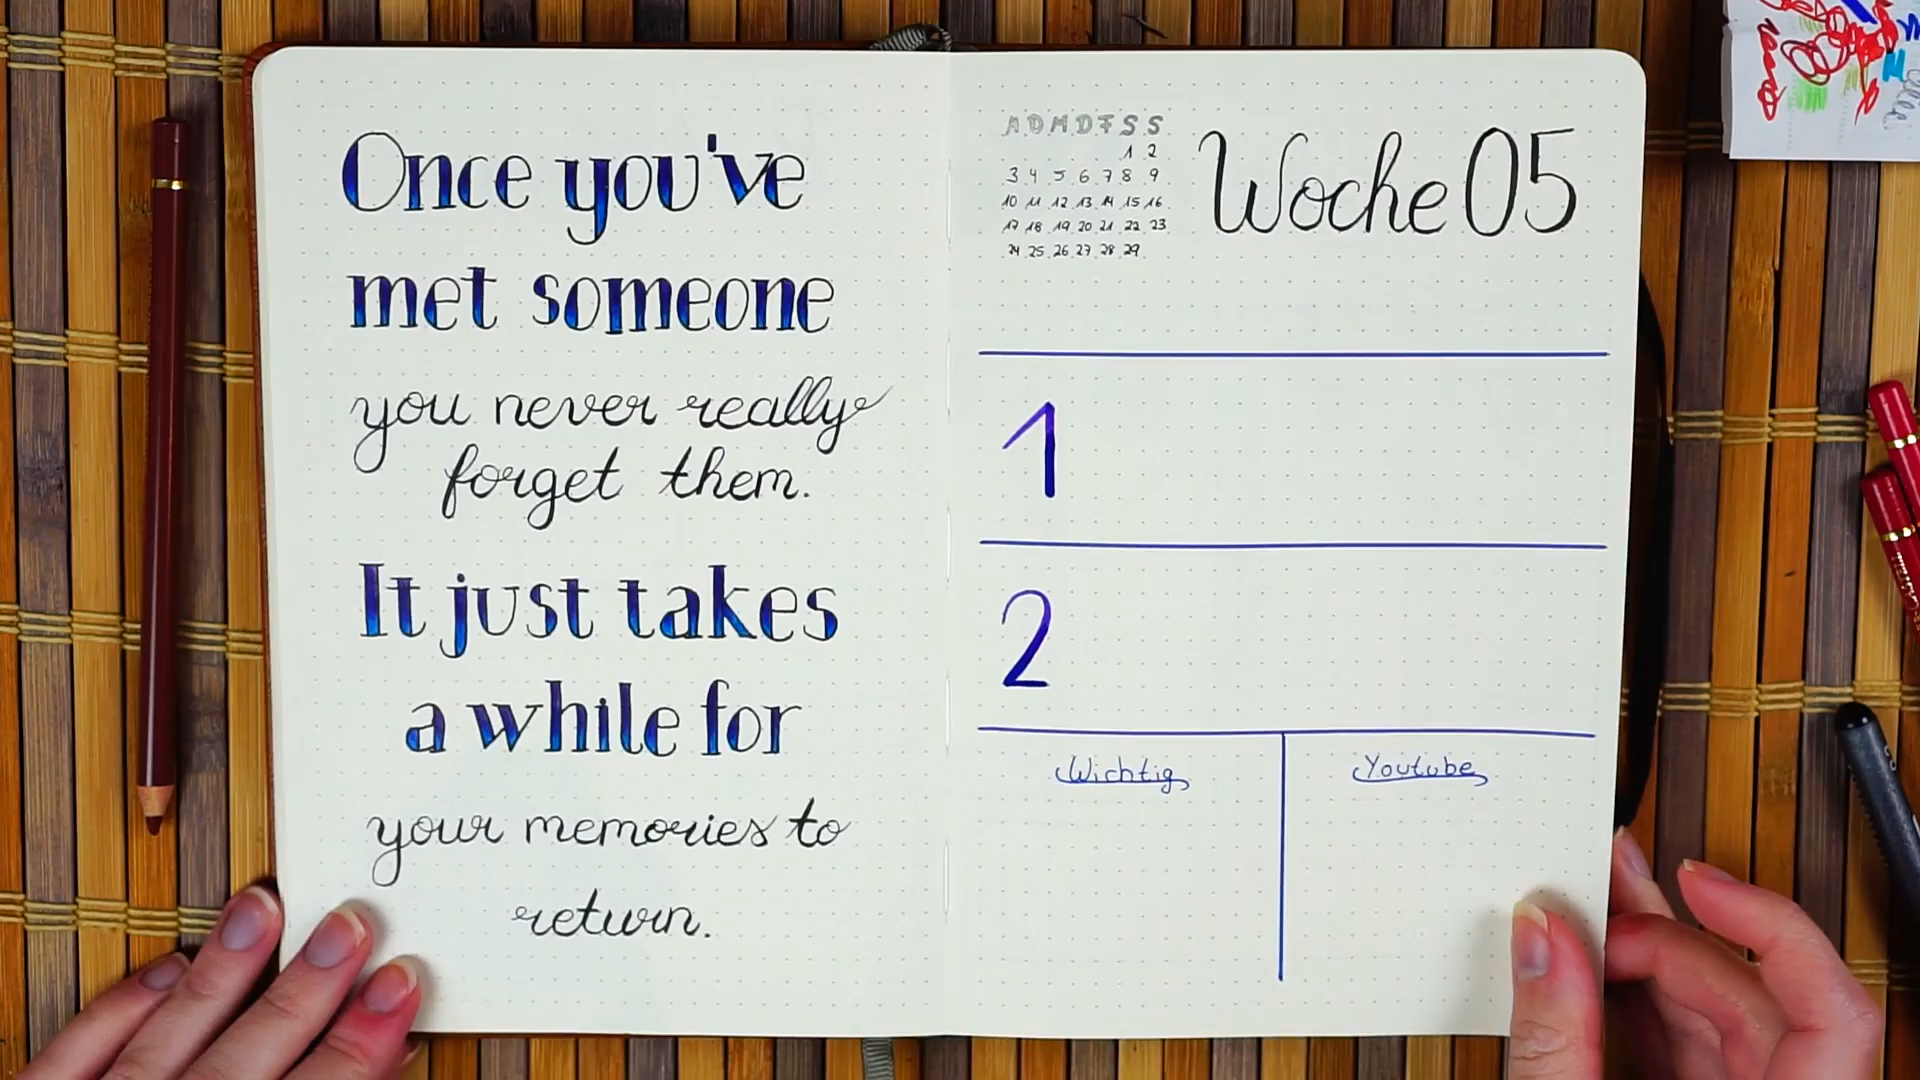 Once you've
met someone
you never really
forget them.
It just takes
a while for
your memories to
return.
M D M D F S S
1 2
3 4 5 6 7 8 9
10 11 12 13 14 15 16
17 18 19 20 21 22 23
24 25 26 27 28 29
Woche 05
1
2
Wichtig
Youtube